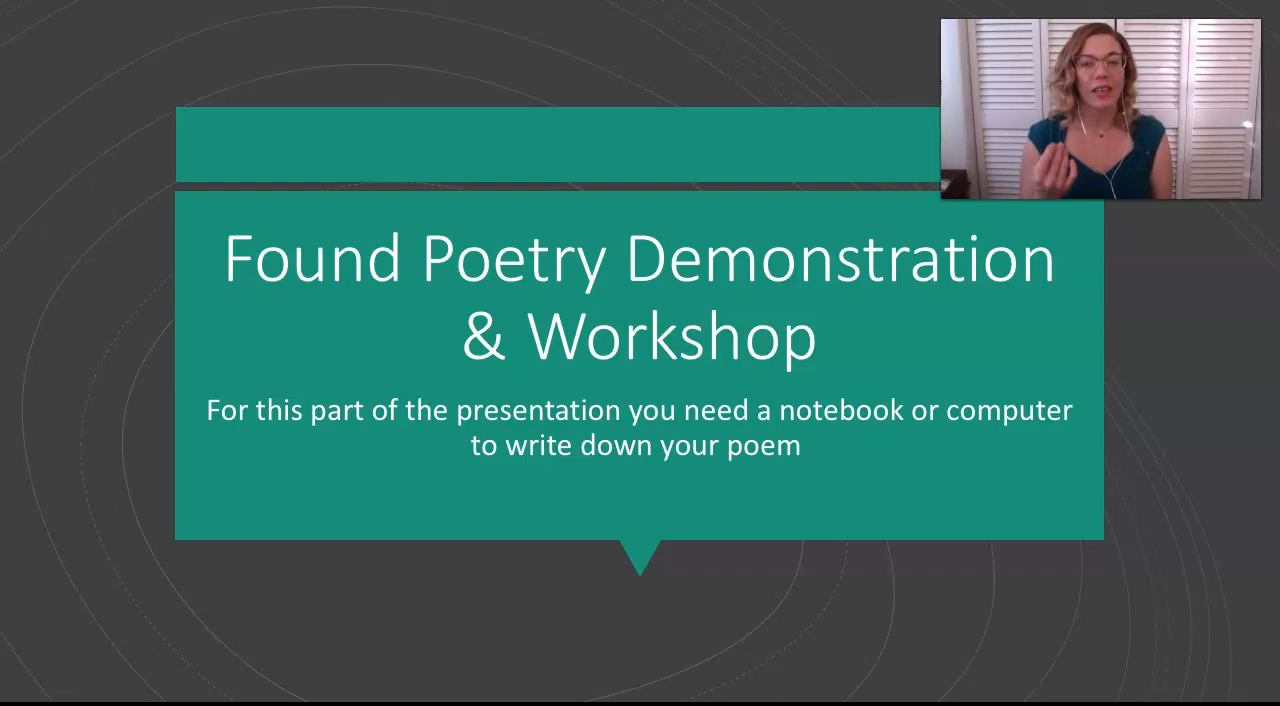 Found Poetry Demonstration
& Workshop
For this part of the presentation you need a notebook or computer
to write down your poem